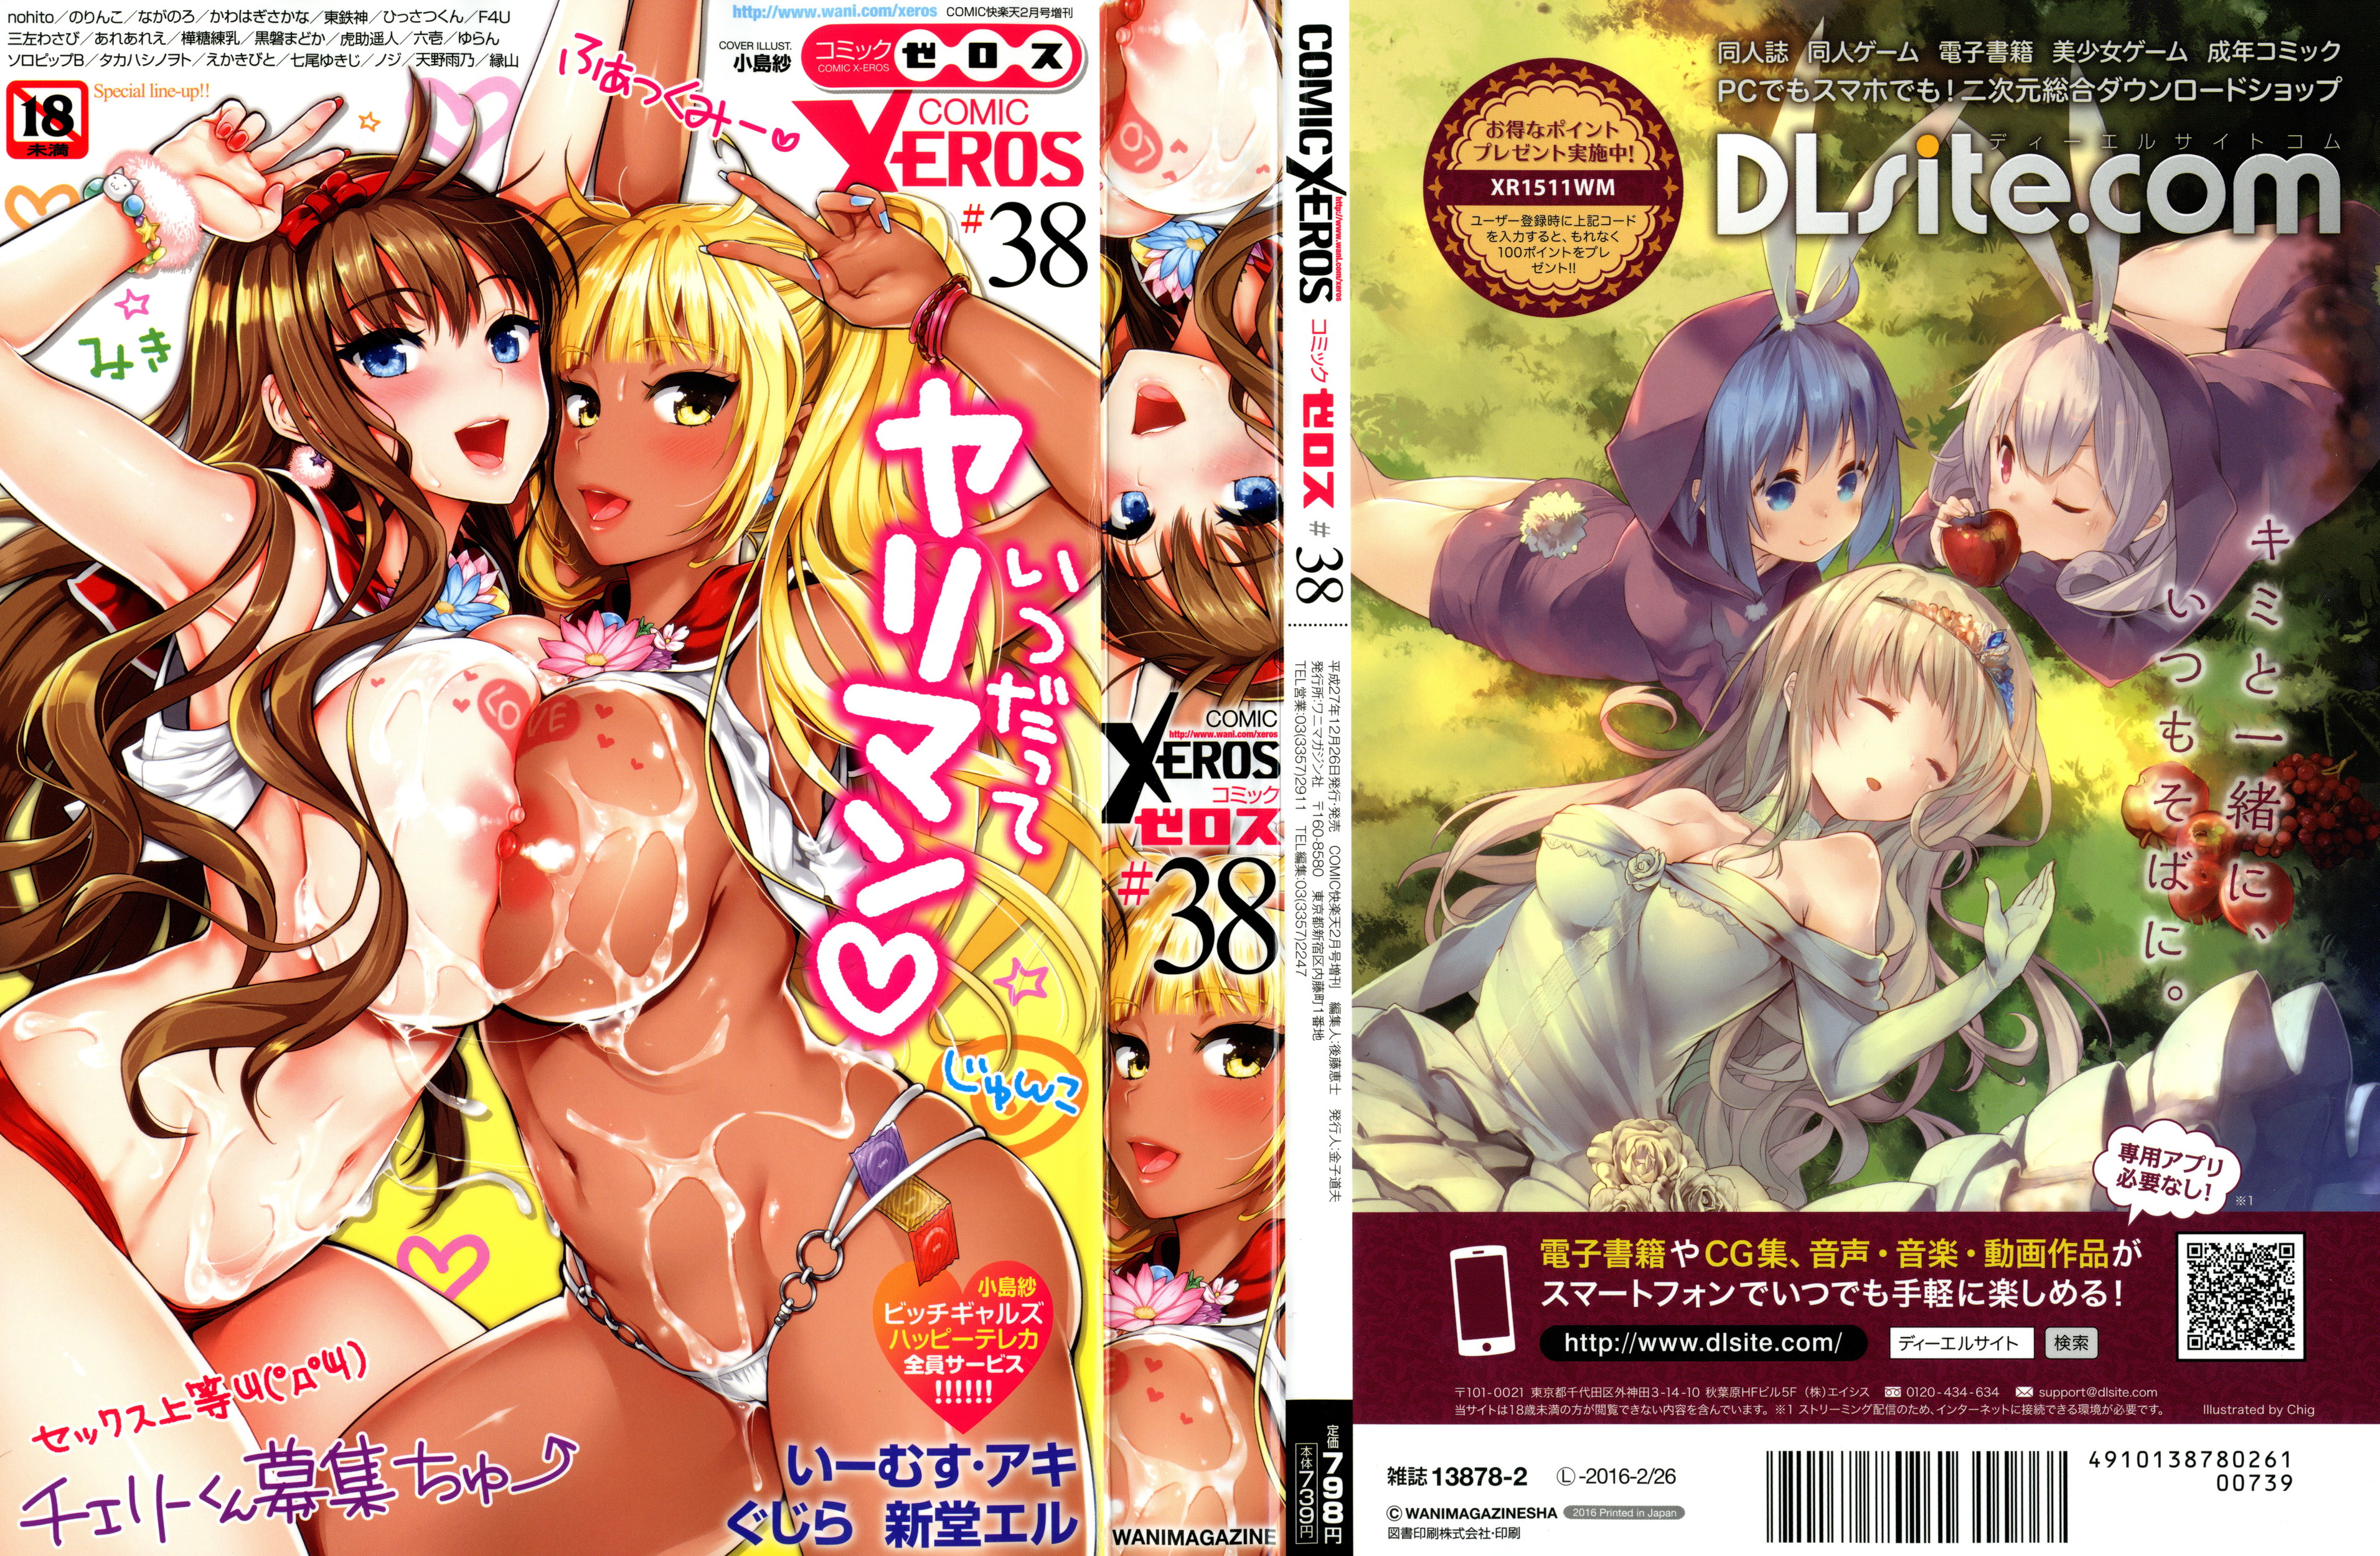 nohito／のりんこ／ながのろ／かわはぎさかな／東鉄神／ひっさつくん／F4U
三左わさび／あれあれえ／樺糖練乳／黒磐まどか／虎助遥人／六壱／ゆらん
ソロピップB／タカハシノヲト／えかきびと／七尾ゆきじ／ノジ／天野雨乃／縁山
18
未満
Special line-up!!
http://www.wani.com/xeros
COMIC快楽天2月号増刊
COVER ILLUST.
小島紗
コミック
COMIC X-EROS
ゼロス
COMIC
X-EROS
#38
ふぁっくみー♡
みき
いつだって
ヤリマン♡
じゅんこ
LOVE
小島紗
ビッチギャルズ
ハッピーテレカ
全員サービス
!!!!!!!
セックス上等
チェリーくん募集ちゅー
いーむす・アキ
ぐじら 新堂エル
COMIC
http://www.wani.com/xeros
X-EROS
コミック
ゼロス
#38
WANIMAGAZINE
COMIC X-EROS
http://www.wani.com/xeros
コミック ゼロス #38
平成27年12月26日発行・発売 COMIC快楽天2月号増刊 編集人:後藤恵士 発行人:金子道夫
発行所:ワニマガジン社 〒160-8580 東京都新宿区内藤町1番地
TEL営業:03(3357)2911 TEL編集:03(3357)2247
定価798円
本体739円
同人誌 同人ゲーム 電子書籍 美少女ゲーム 成年コミック
PCでもスマホでも！二次元総合ダウンロードショップ
ディーエルサイトコム
DLsite.com
お得なポイント
プレゼント実施中！
XR1511WM
ユーザー登録時に上記コード
を入力すると、もれなく
100ポイントをプレ
ゼント!!
キミと一緒に、
いつもそばに。
専用アプリ
必要なし！
※1
電子書籍やCG集、音声・音楽・動画作品が
スマートフォンでいつでも手軽に楽しめる！
http://www.dlsite.com/
ディーエルサイト
検索
〒101-0021 東京都千代田区外神田3-14-10 秋葉原HFビル5F （株）エイシス 0120-434-634 support@dlsite.com
当サイトは18歳未満の方が閲覧できない内容を含んでいます。※1 ストリーミング配信のため、インターネットに接続できる環境が必要です。
Illustrated by Chig
雑誌 13878-2 Ⓛ-2016-2/26
© WANIMAGAZINESHA 2016 Printed in Japan
図書印刷株式会社・印刷
4910138780261
00739